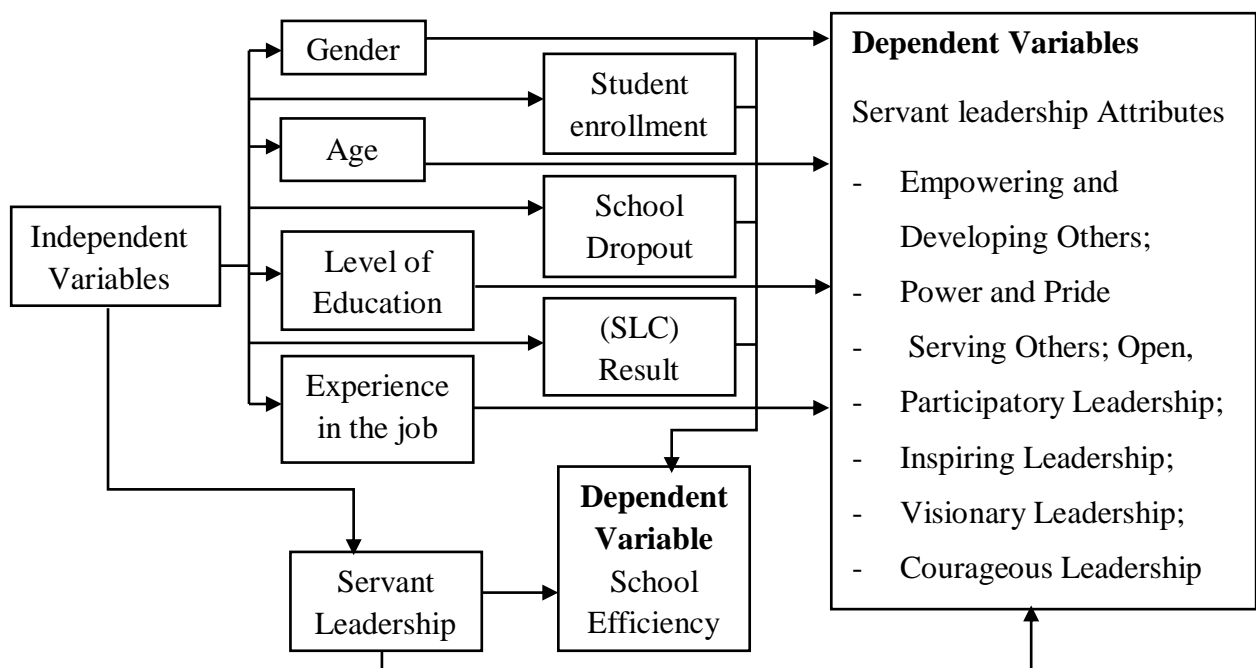 Independent
Variables
Gender
Student
enrollment
Age
School
Dropout
Level of
Education
(SLC)
Result
Experience
in the job
Servant
Leadership
Dependent
Variable
School
Efficiency
Dependent Variables
Servant leadership Attributes
- Empowering and
Developing Others;
- Power and Pride
- Serving Others; Open,
- Participatory Leadership;
- Inspiring Leadership;
- Visionary Leadership;
- Courageous Leadership